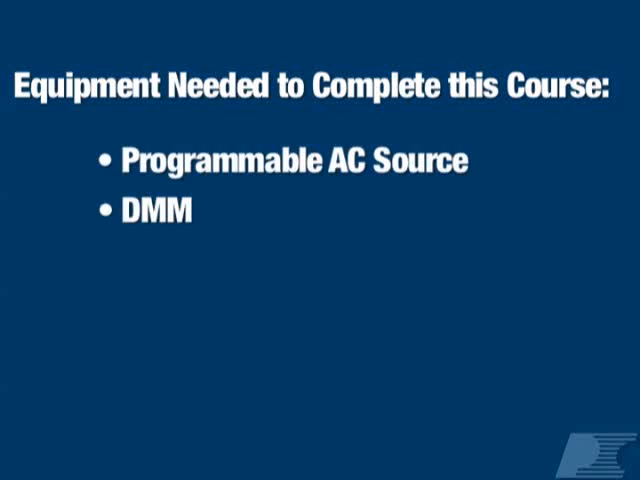 Equipment Needed to Complete this Course:
• Programmable AC Source
• DMM